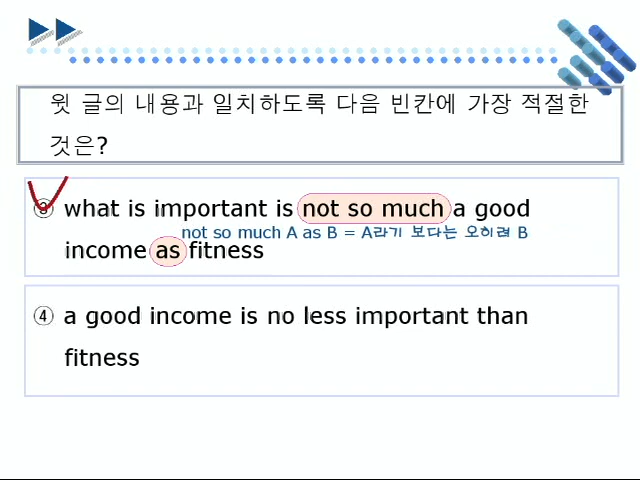 윗 글의 내용과 일치하도록 다음 빈칸에 가장 적절한
것은?
③ what is important is not so much a good
not so much A as B = A라기 보다는 오히려 B
income as fitness
④ a good income is no less important than
fitness